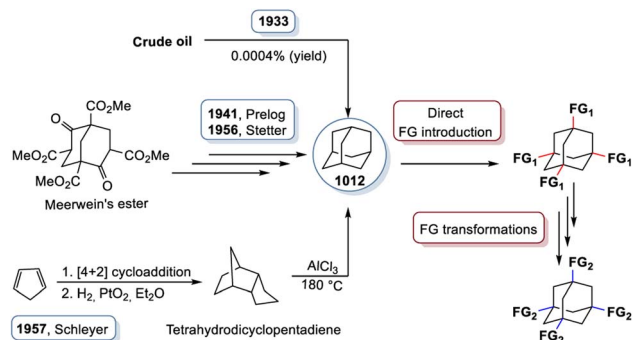 1933
Crude oil
0.0004% (yield)
CO₂Me
O
MeO₂C
CO₂Me
MeO₂C
O
Meerwein's ester
1941, Prelog
1956, Stetter
1012
Direct
FG introduction
FG₁
FG₁
FG₁
FG₁
FG transformations
FG₂
FG₂
FG₂
FG₂
1. [4+2] cycloaddition
2. H₂, PtO₂, Et₂O
AlCl₃
180 °C
1957, Schleyer
Tetrahydrodicyclopentadiene